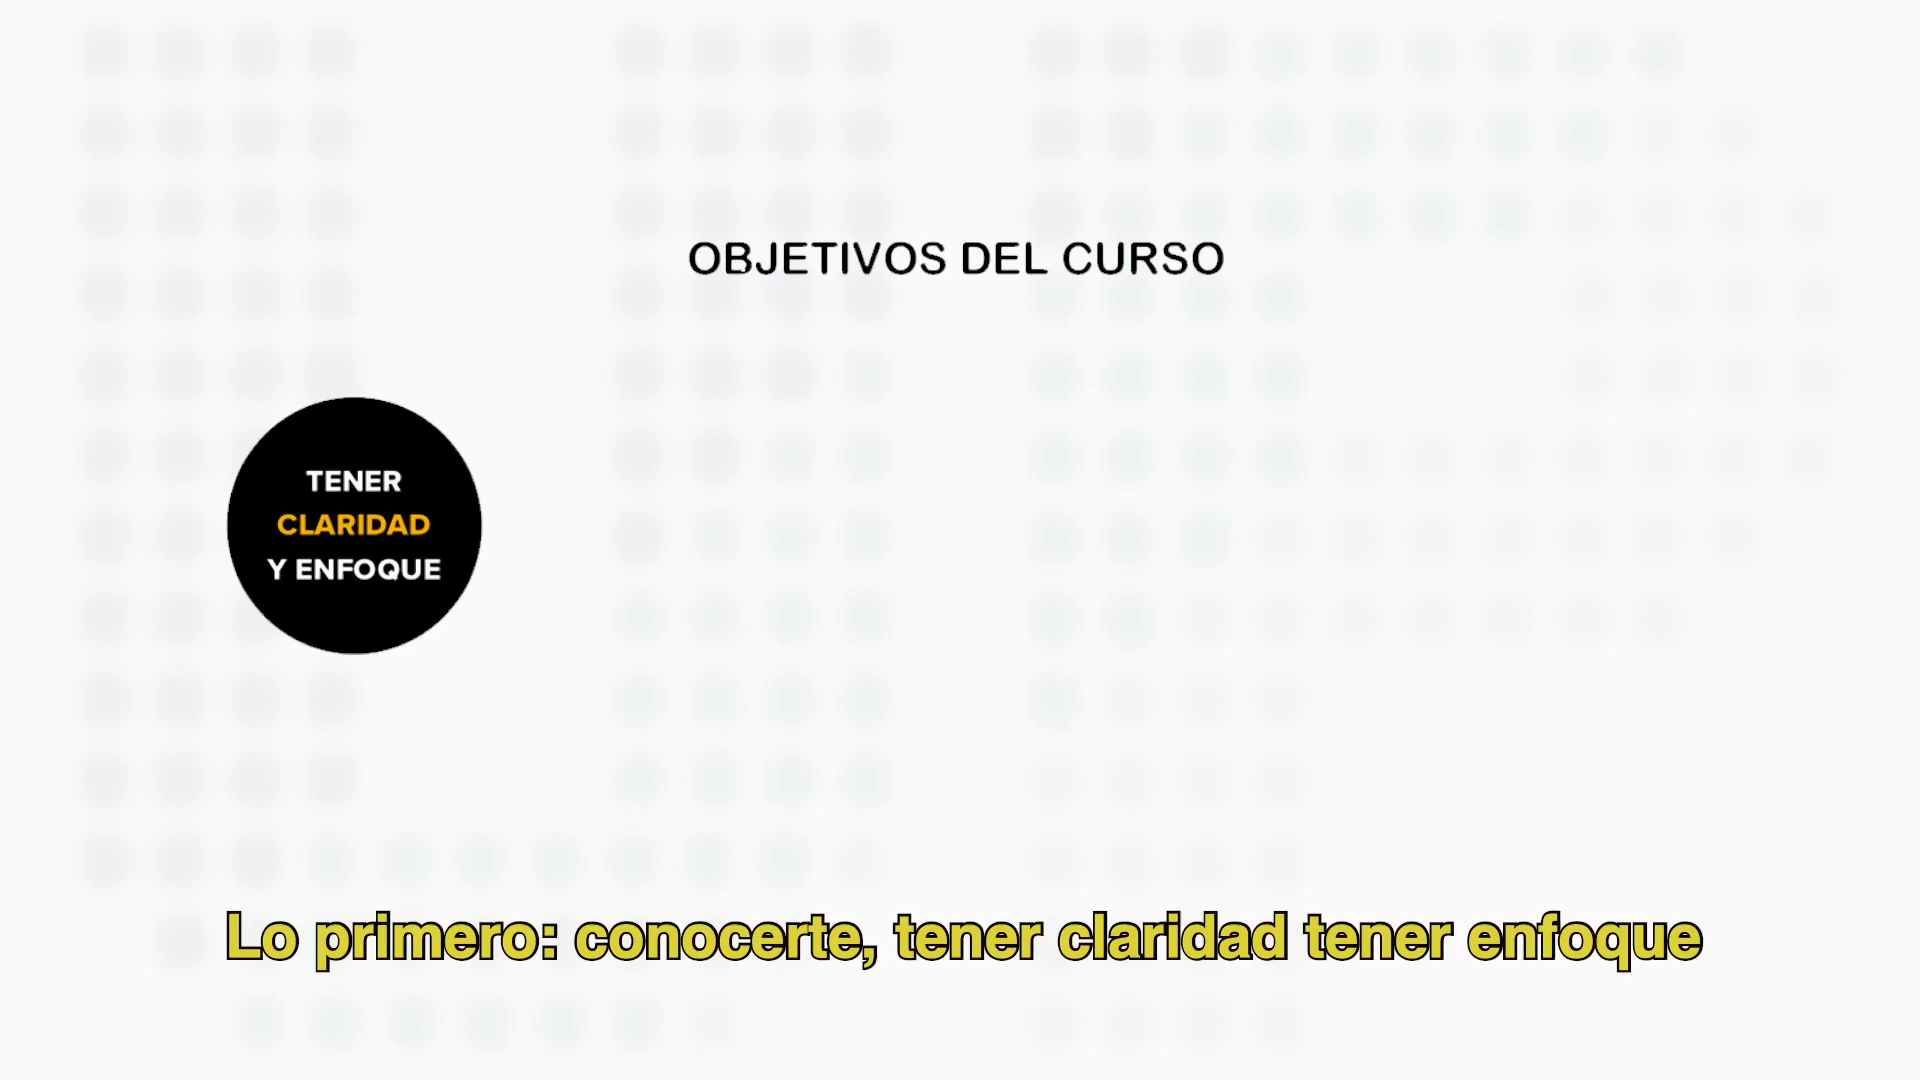 OBJETIVOS DEL CURSO
TENER
CLARIDAD
Y ENFOQUE
Lo primero: conocerte, tener claridad tener enfoque